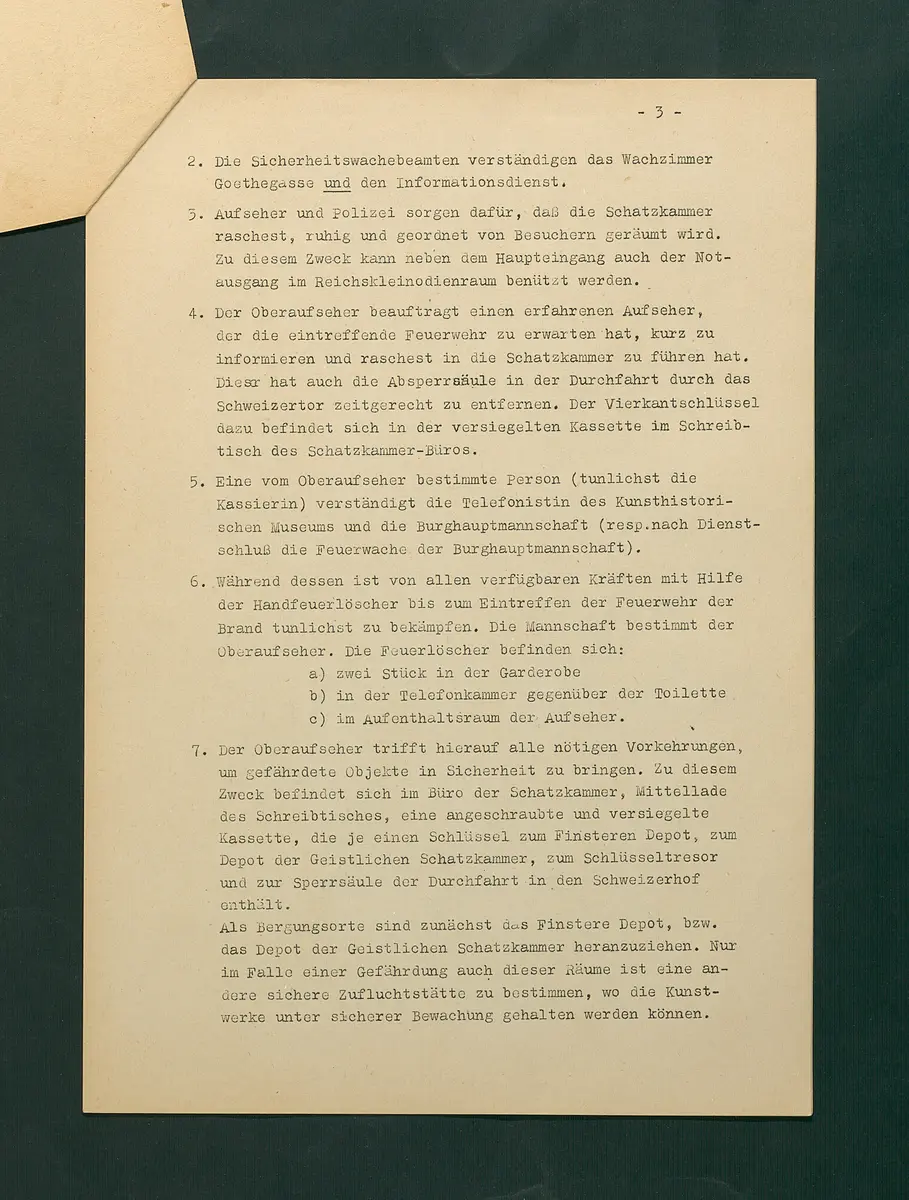 - 3 -
2. Die Sicherheitswachebeamten verständigen das Wachzimmer
Goethegasse und den Informationsdienst.
3. Aufseher und Polizei sorgen dafür, daß die Schatzkammer
raschest, ruhig und geordnet von Besuchern geräumt wird.
Zu diesem Zweck kann neben dem Haupteingang auch der Not-
ausgang im Reichskleinodienraum benützt werden.
4. Der Oberaufseher beauftragt einen erfahrenen Aufseher,
der die eintreffende Feuerwehr zu erwarten hat, kurz zu
informieren und raschest in die Schatzkammer zu führen hat.
Dieser hat auch die Absperrsäule in der Durchfahrt durch das
Schweizertor zeitgerecht zu entfernen. Der Vierkantschlüssel
dazu befindet sich in der versiegelten Kassette im Schreib-
tisch des Schatzkammer-Büros.
5. Eine vom Oberaufseher bestimmte Person (tunlichst die
Kassierin) verständigt die Telefonistin des Kunsthistori-
schen Museums und die Burghauptmannschaft (resp.nach Dienst-
schluß die Feuerwache der Burghauptmannschaft).
6. Während dessen ist von allen verfügbaren Kräften mit Hilfe
der Handfeuerlöscher bis zum Eintreffen der Feuerwehr der
Brand tunlichst zu bekämpfen. Die Mannschaft bestimmt der
Oberaufseher. Die Feuerlöscher befinden sich:
a) zwei Stück in der Garderobe
b) in der Telefonkammer gegenüber der Toilette
c) im Aufenthaltsraum der Aufseher.
7. Der Oberaufseher trifft hierauf alle nötigen Vorkehrungen,
um gefährdete Objekte in Sicherheit zu bringen. Zu diesem
Zweck befindet sich im Büro der Schatzkammer, Mittellade
des Schreibtisches, eine angeschraubte und versiegelte
Kassette, die je einen Schlüssel zum Finsteren Depot, zum
Depot der Geistlichen Schatzkammer, zum Schlüsseltresor
und zur Sperrsäule der Durchfahrt in den Schweizerhof
enthält.
Als Bergungsorte sind zunächst das Finstere Depot, bzw.
das Depot der Geistlichen Schatzkammer heranzuziehen. Nur
im Falle einer Gefährdung auch dieser Räume ist eine an-
dere sichere Zufluchtstätte zu bestimmen, wo die Kunst-
werke unter sicherer Bewachung gehalten werden können.